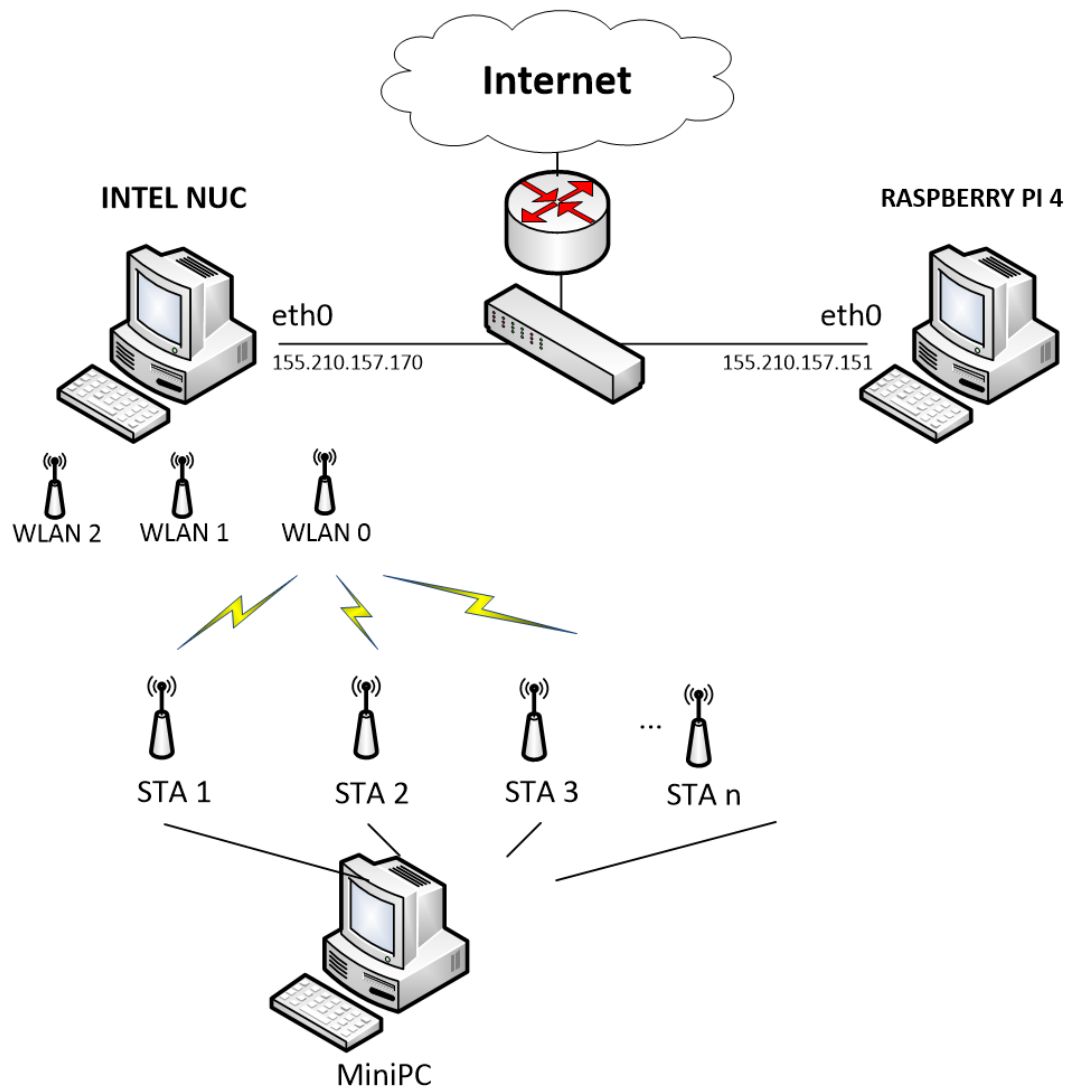 Internet
INTEL NUC
RASPBERRY PI 4
eth0
155.210.157.170
eth0
155.210.157.151
WLAN 2
WLAN 1
WLAN 0
...
STA 1
STA 2
STA 3
STA n
MiniPC